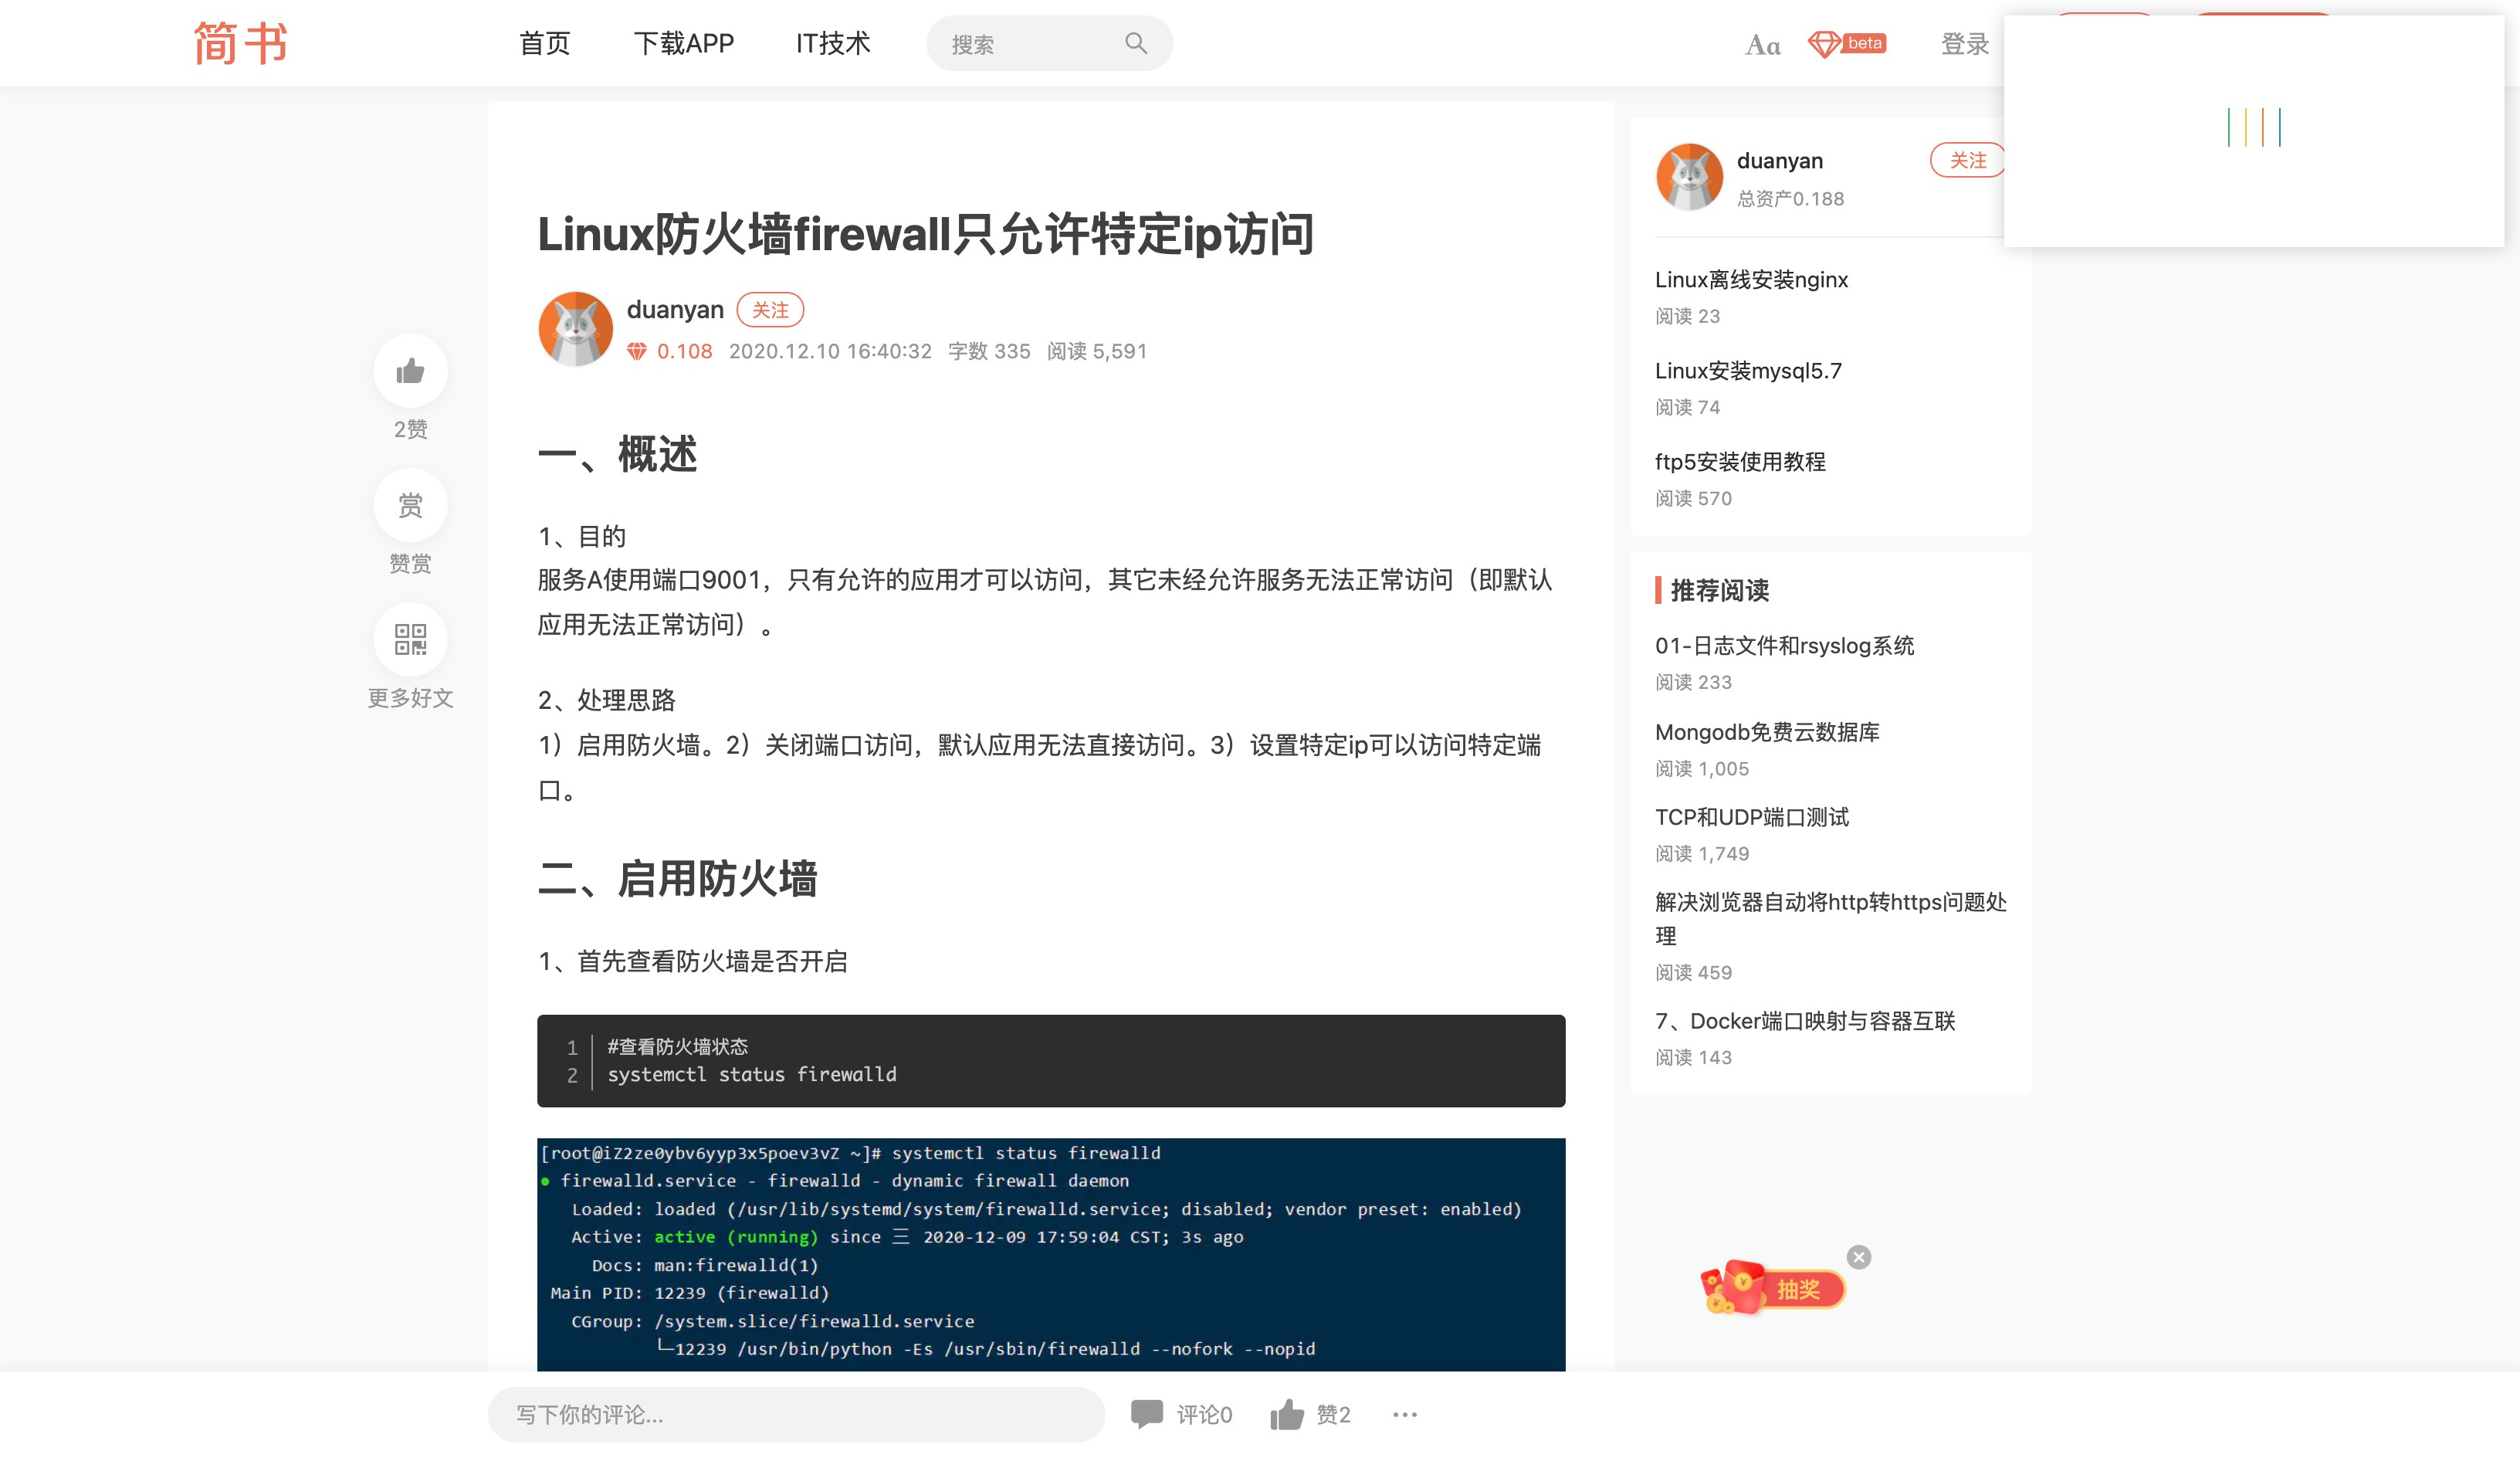 简书
首页
下载APP
IT技术
搜索
Aa
beta
登录
Linux防火墙firewall只允许特定ip访问
duanyan
关注
0.108 2020.12.10 16:40:32 字数 335 阅读 5,591
2赞
赏
赞赏
更多好文
一、概述
1、目的
服务A使用端口9001，只有允许的应用才可以访问，其它未经允许服务无法正常访问（即默认
应用无法正常访问）。
2、处理思路
1）启用防火墙。2）关闭端口访问，默认应用无法直接访问。3）设置特定ip可以访问特定端
口。
二、启用防火墙
1、首先查看防火墙是否开启
1 #查看防火墙状态
2 systemctl status firewalld
[root@iZ2ze0ybv6yyp3x5poev3vZ ~]# systemctl status firewalld
● firewalld.service - firewalld - dynamic firewall daemon
Loaded: loaded (/usr/lib/systemd/system/firewalld.service; disabled; vendor preset: enabled)
Active: active (running) since 三 2020-12-09 17:59:04 CST; 3s ago
Docs: man:firewalld(1)
Main PID: 12239 (firewalld)
CGroup: /system.slice/firewalld.service
└─12239 /usr/bin/python -Es /usr/sbin/firewalld --nofork --nopid
duanyan
关注
总资产0.188
Linux离线安装nginx
阅读 23
Linux安装mysql5.7
阅读 74
ftp5安装使用教程
阅读 570
推荐阅读
01-日志文件和rsyslog系统
阅读 233
Mongodb免费云数据库
阅读 1,005
TCP和UDP端口测试
阅读 1,749
解决浏览器自动将http转https问题处
理
阅读 459
7、Docker端口映射与容器互联
阅读 143
抽奖
写下你的评论...
评论0
赞2